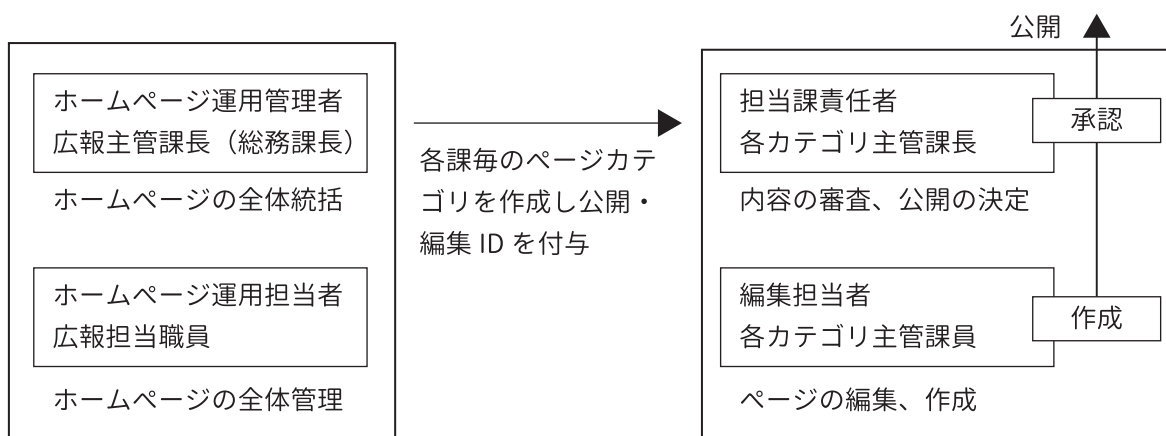 ホームページ運用管理者
広報主管課長（総務課長）
ホームページの全体統括
ホームページ運用担当者
広報担当職員
ホームページの全体管理
各課毎のページカテ
ゴリを作成し公開・
編集 ID を付与
公開
担当課責任者
各カテゴリ主管課長
承認
内容の審査、公開の決定
編集担当者
各カテゴリ主管課員
作成
ページの編集、作成